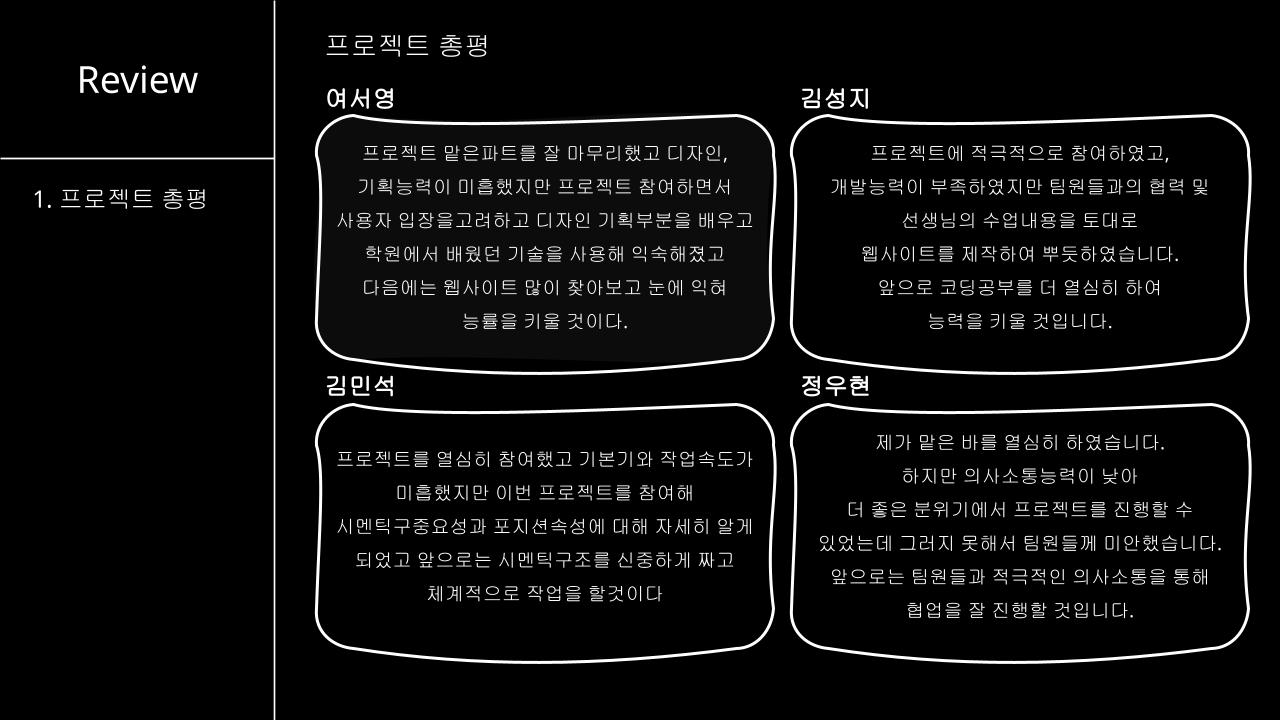 Review
1. 프로젝트 총평
프로젝트 총평
여서영
프로젝트 맡은파트를 잘 마무리했고 디자인,
기획능력이 미흡했지만 프로젝트 참여하면서
사용자 입장을고려하고 디자인 기획부분을 배우고
학원에서 배웠던 기술을 사용해 익숙해졌고
다음에는 웹사이트 많이 찾아보고 눈에 익혀
능률을 키울 것이다.
김성지
프로젝트에 적극적으로 참여하였고,
개발능력이 부족하였지만 팀원들과의 협력 및
선생님의 수업내용을 토대로
웹사이트를 제작하여 뿌듯하였습니다.
앞으로 코딩공부를 더 열심히 하여
능력을 키울 것입니다.
김민석
프로젝트를 열심히 참여했고 기본기와 작업속도가
미흡했지만 이번 프로젝트를 참여해
시멘틱구중요성과 포지션속성에 대해 자세히 알게
되었고 앞으로는 시멘틱구조를 신중하게 짜고
체계적으로 작업을 할것이다
정우현
제가 맡은 바를 열심히 하였습니다.
하지만 의사소통능력이 낮아
더 좋은 분위기에서 프로젝트를 진행할 수
있었는데 그러지 못해서 팀원들께 미안했습니다.
앞으로는 팀원들과 적극적인 의사소통을 통해
협업을 잘 진행할 것입니다.